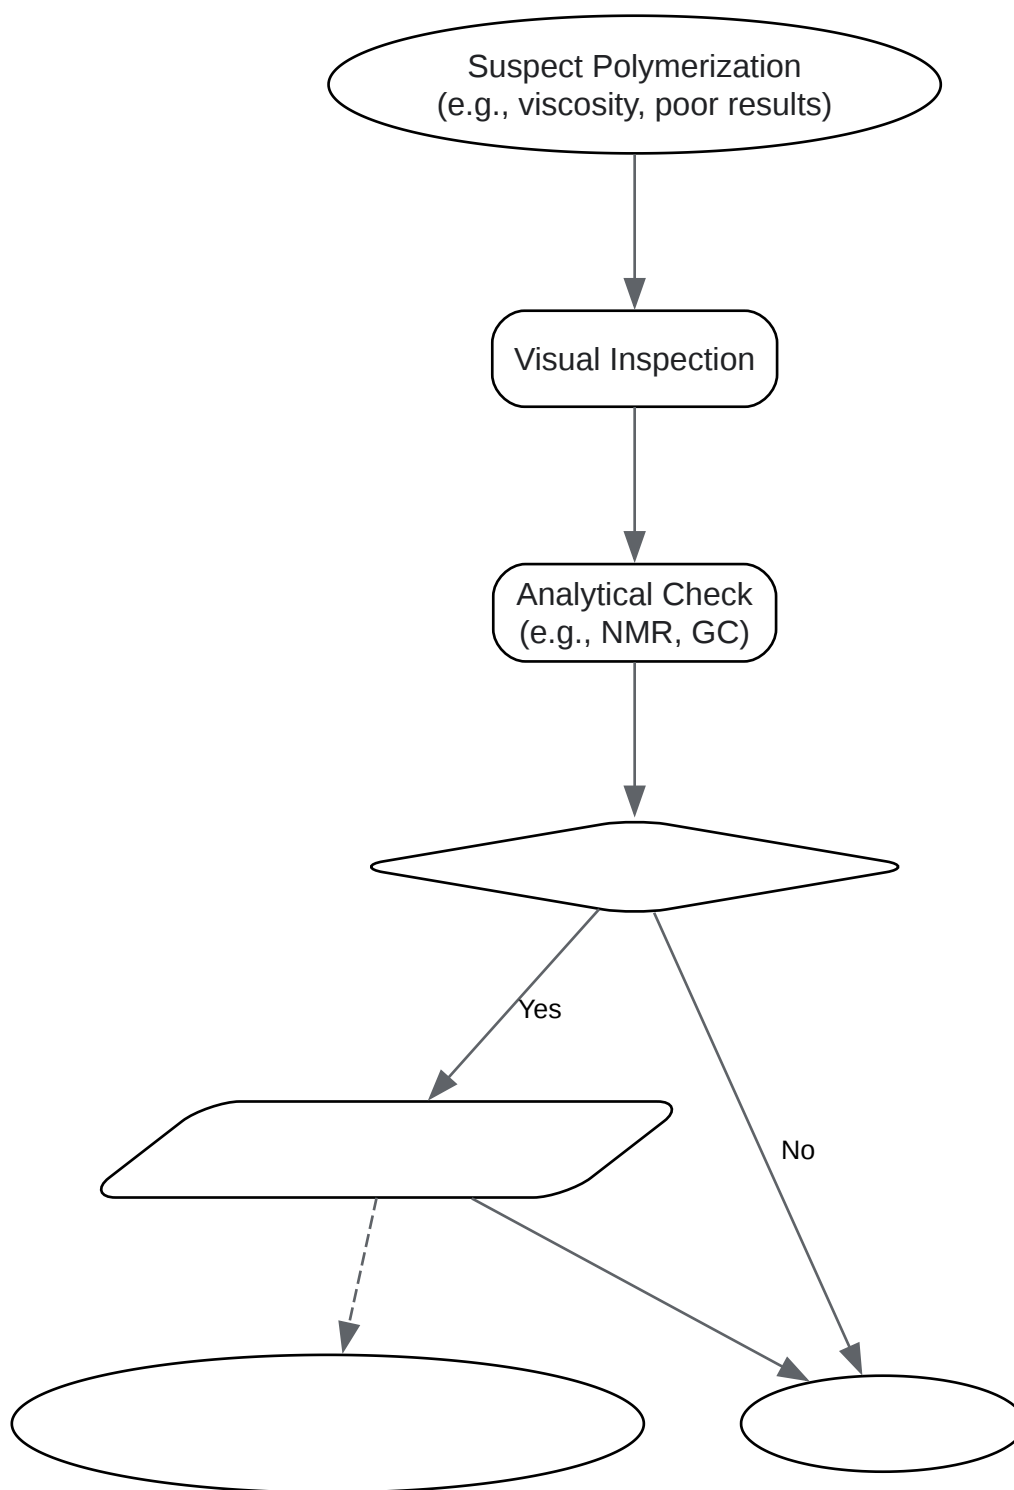 Suspect Polymerization
(e.g., viscosity, poor results)
Visual Inspection
Analytical Check
(e.g., NMR, GC)
Yes
No